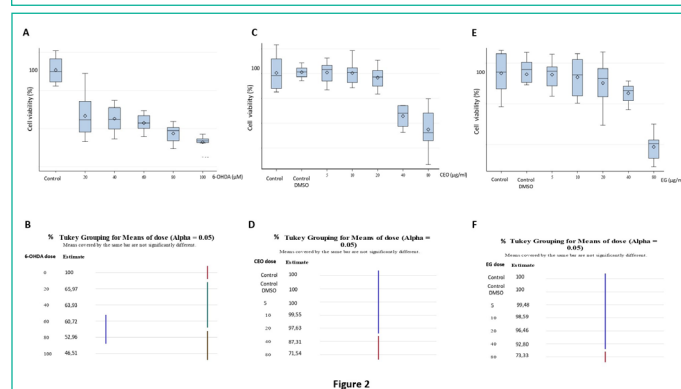 A
C
E
100
100
100
Cell viability (%)
Cell viability (%)
Cell viability (%)
Control 20 40 60 80 100 6-OHDA (µM)
Control Control DMSO 5 10 20 40 80 CEO (µg/ml)
Control Control DMSO 5 10 20 40 80
B
% Tukey Grouping for Means of dose (Alpha = 0.05)
Means covered by the same bar are not significantly different.
6-OHDA dose Estimate
0 100
20 65,97
40 63,93
60 60,72
80 52,96
100 46,51
D
% Tukey Grouping for Means of dose (Alpha =
0.05)
Means covered by the same bar are not significantly different.
CEO dose Estimate
Control 100
Control
DMSO 100
5 100
10 99,55
20 97,63
40 87,31
80 71,54
F
% Tukey Grouping for Means of dose (Alpha =
0.05)
Means covered by the same bar are not significantly different.
EG dose Estimate
Control 100
Control
DMSO 100
5 99,48
10 98,59
20 96,46
40 92,80
80 73,33
Figure 2